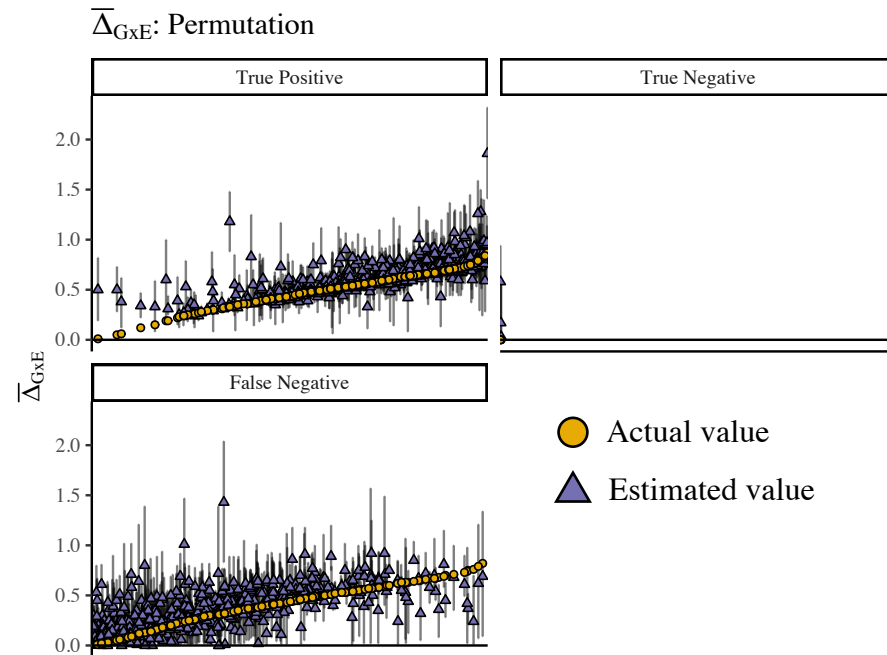 Δ̅GxE: Permutation
True Positive
True Negative
2.0
1.5
1.0
0.5
0.0
Δ̅GxE
False Negative
2.0
1.5
1.0
0.5
0.0
Actual value
Estimated value